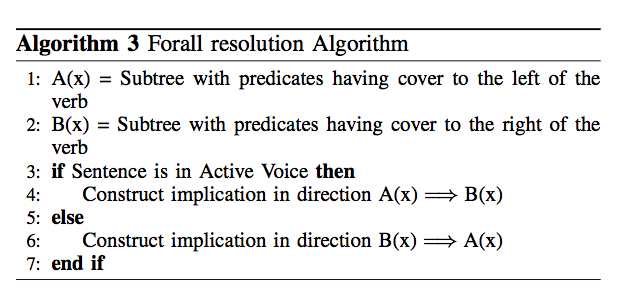 Algorithm 3 Forall resolution Algorithm
1: A(x) = Subtree with predicates having cover to the left of the
verb
2: B(x) = Subtree with predicates having cover to the right of the
verb
3: if Sentence is in Active Voice then
4: Construct implication in direction A(x) ⟹ B(x)
5: else
6: Construct implication in direction B(x) ⟹ A(x)
7: end if